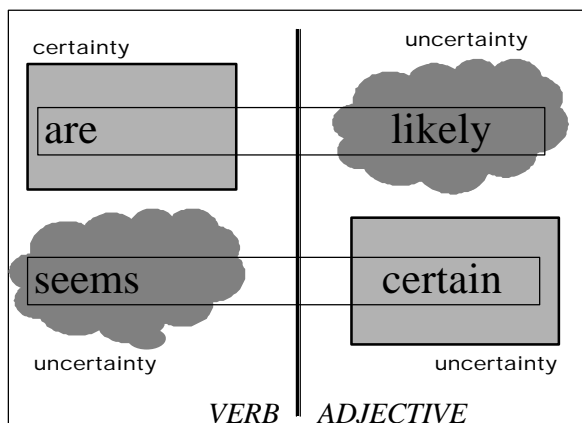 certainty
uncertainty
are
likely
seems
certain
uncertainty
uncertainty
VERB
ADJECTIVE